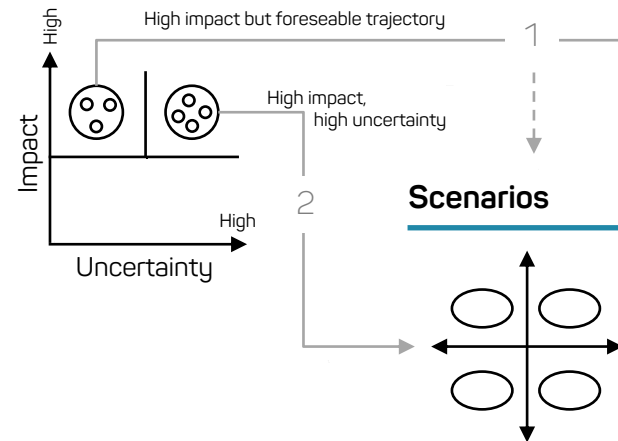 High impact but foreseable trajectory
1
High
High impact,
high uncertainty
Impact
2
Scenarios
High
Uncertainty